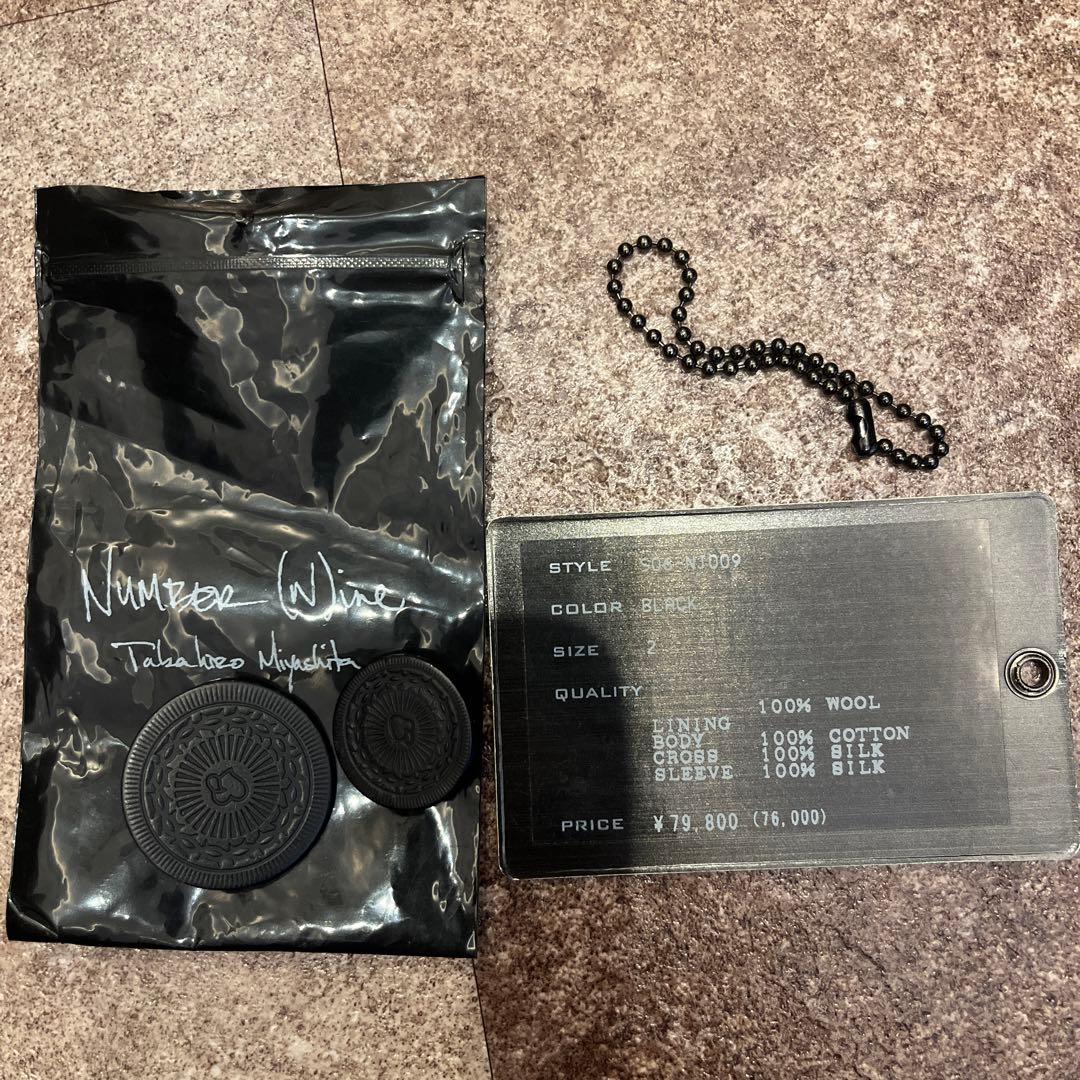 NUMBER (N)ine
Takahiro Miyashita
STYLE S06-NT009
COLOR BLACK
SIZE 2
QUALITY
100% WOOL
LINING
BODY 100% COTTON
CROSS 100% SILK
SLEEVE 100% SILK
PRICE ¥79,800 (76,000)